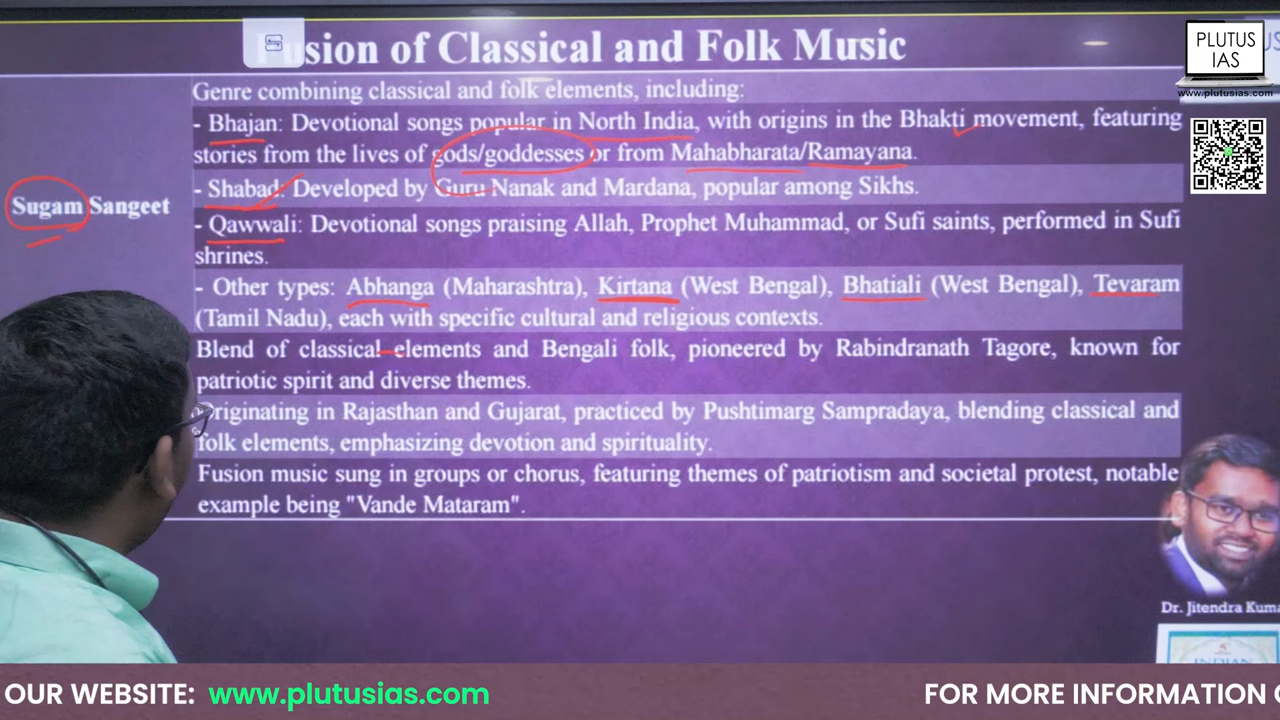 usion of Classical and Folk Music
PLUTUS
IAS
www.plutusias.com
Genre combining classical and folk elements, including:
- Bhajan: Devotional songs popular in North India, with origins in the Bhakti movement, featuring
stories from the lives of gods/goddesses or from Mahabharata/Ramayana.
- Shabad: Developed by Guru Nanak and Mardana, popular among Sikhs.
Sugam Sangeet
- Qawwali: Devotional songs praising Allah, Prophet Muhammad, or Sufi saints, performed in Sufi
shrines.
- Other types: Abhanga (Maharashtra), Kirtana (West Bengal), Bhatiali (West Bengal), Tevaram
(Tamil Nadu), each with specific cultural and religious contexts.
Blend of classical elements and Bengali folk, pioneered by Rabindranath Tagore, known for
patriotic spirit and diverse themes.
originating in Rajasthan and Gujarat, practiced by Pushtimarg Sampradaya, blending classical and
folk elements, emphasizing devotion and spirituality.
Fusion music sung in groups or chorus, featuring themes of patriotism and societal protest, notable
example being "Vande Mataram".
Dr. Jitendra Kuma
INDIAN
OUR WEBSITE: www.plutusias.com
FOR MORE INFORMATION